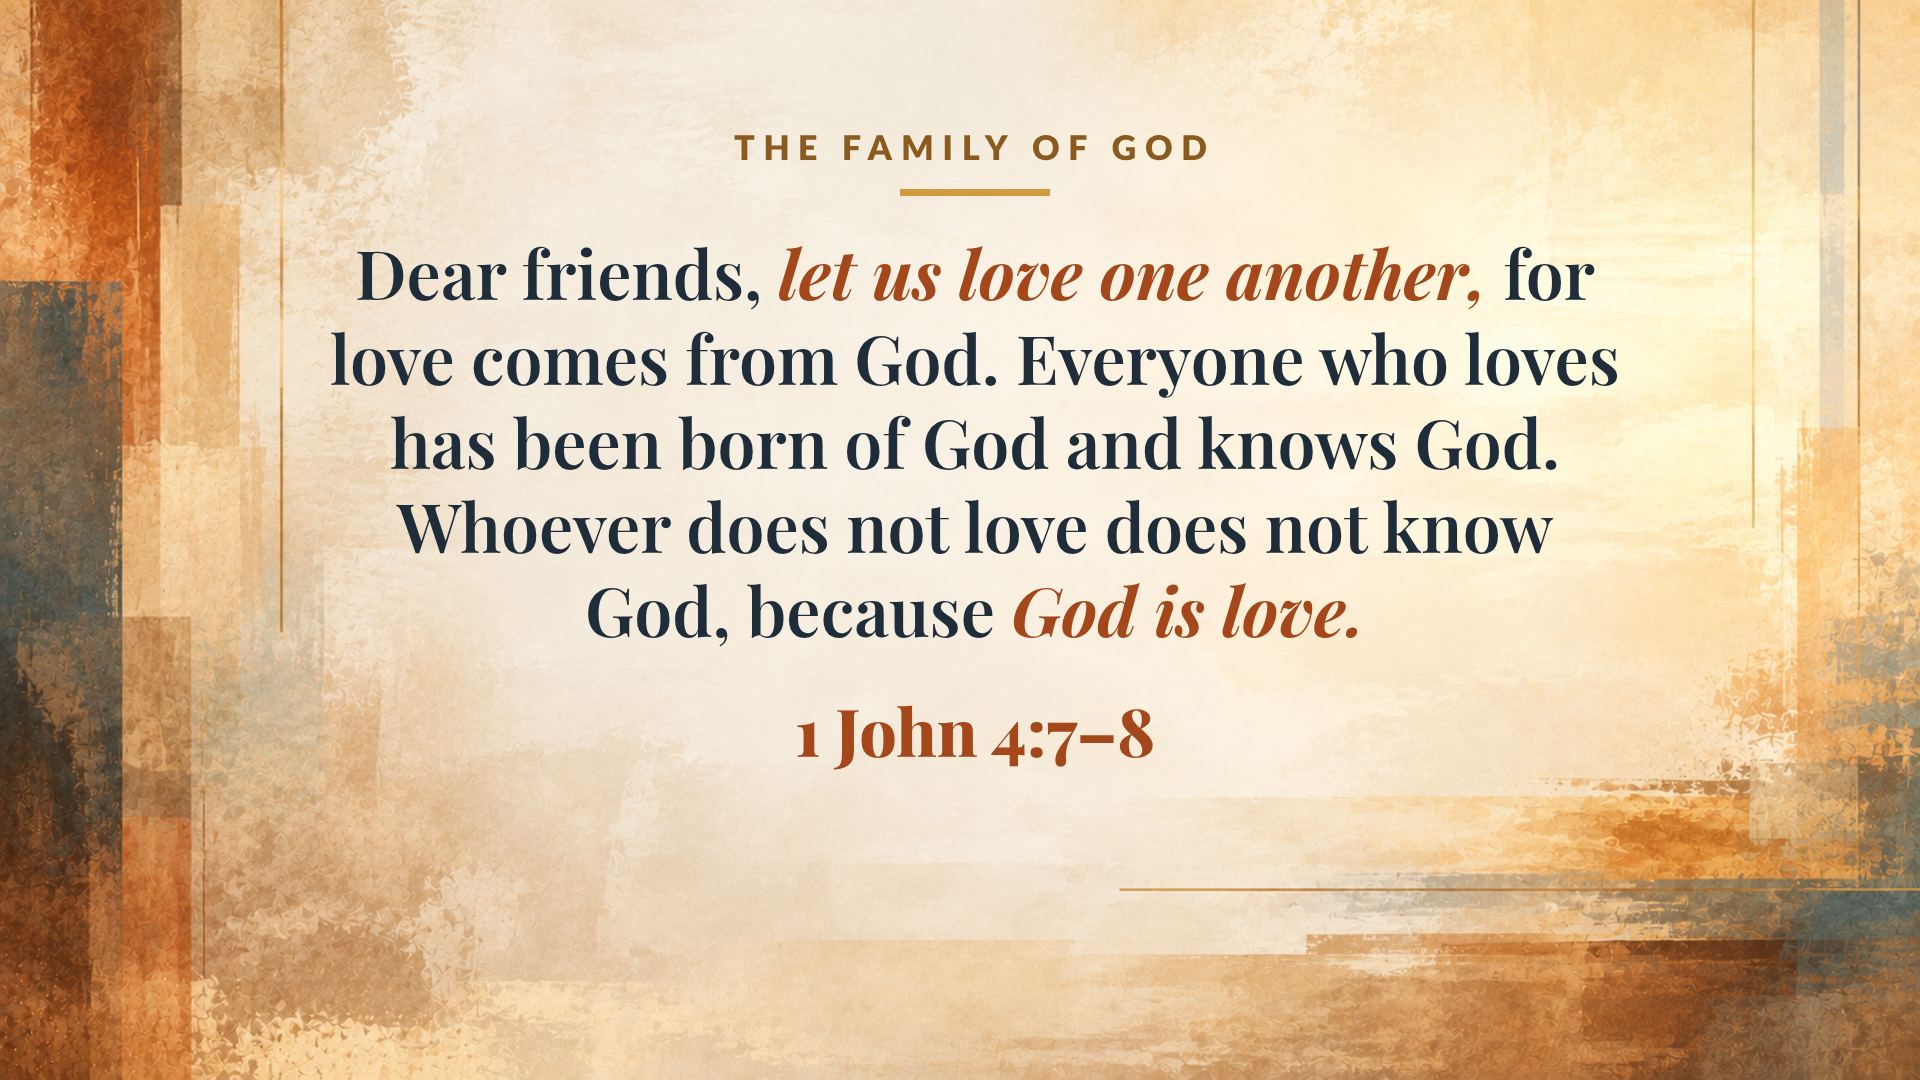 THE FAMILY OF GOD
Dear friends, let us love one another, for
love comes from God. Everyone who loves
has been born of God and knows God.
Whoever does not love does not know
God, because God is love.
1 John 4:7–8